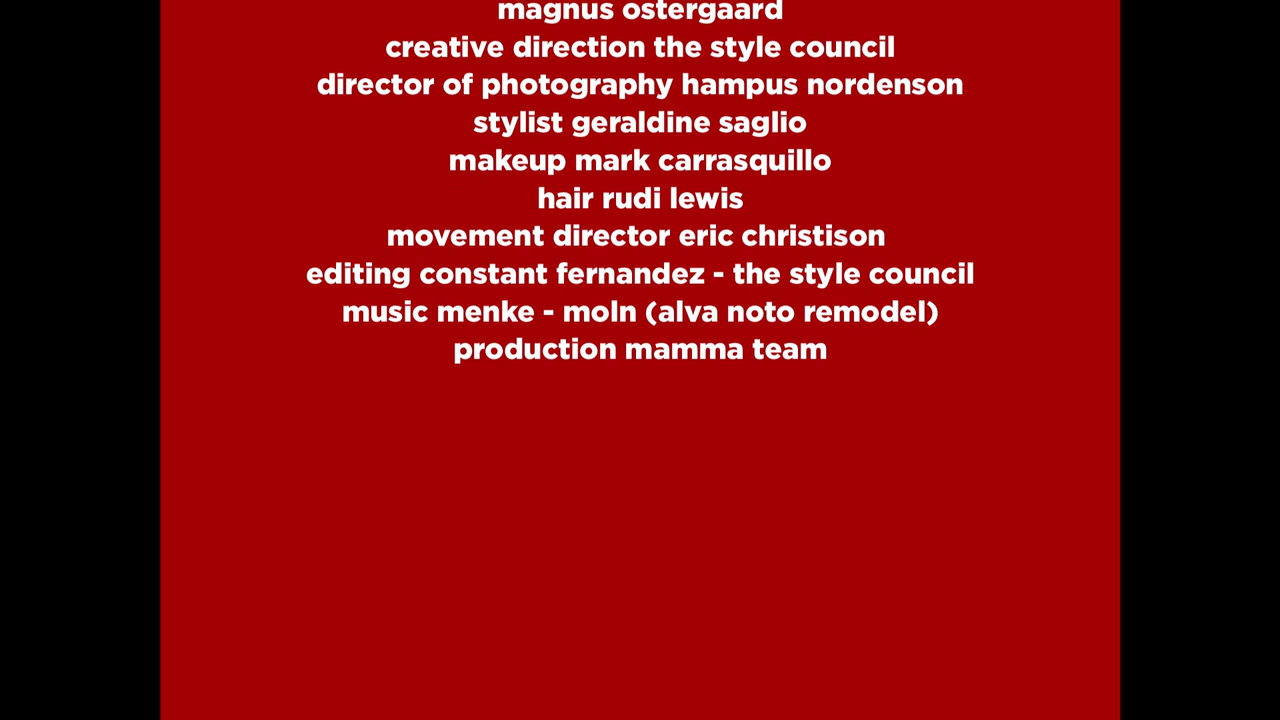 magnus ostergaard
creative direction the style council
director of photography hampus nordenson
stylist geraldine saglio
makeup mark carrasquillo
hair rudi lewis
movement director eric christison
editing constant fernandez - the style council
music menke - moln (alva noto remodel)
production mamma team